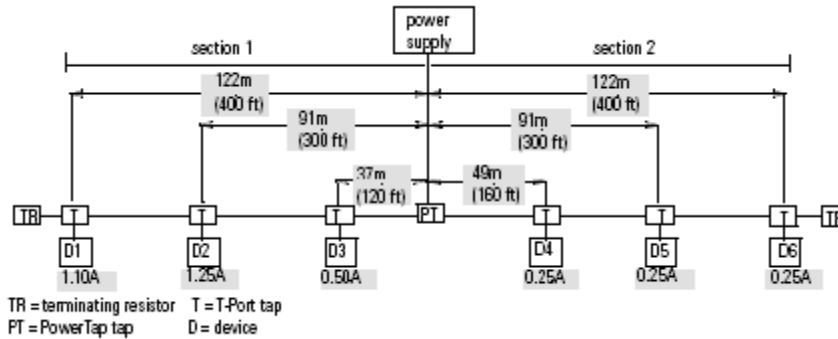 power
supply
section 1
section 2
122m
(400 ft)
122m
(400 ft)
91m
(300 ft)
91m
(300 ft)
37m
(120 ft)
49m
(160 ft)
TR T T T PT T T T TR
D1 D2 D3 D4 D5 D6
1.10A 1.25A 0.50A 0.25A 0.25A 0.25A
TR = terminating resistor T = T-Port tap
PT = PowerTap tap D = device